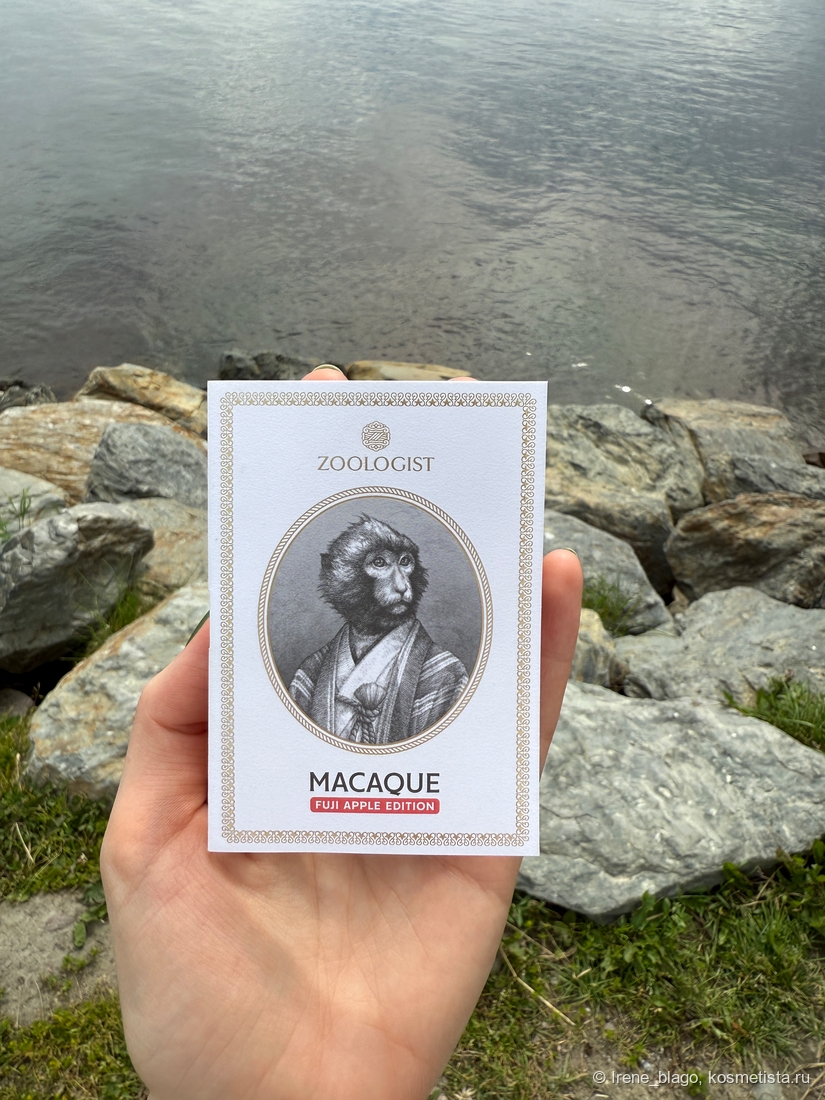 ZOOLOGIST
MACAQUE
FUJI APPLE EDITION
© Irene_blago, kosmetista.ru